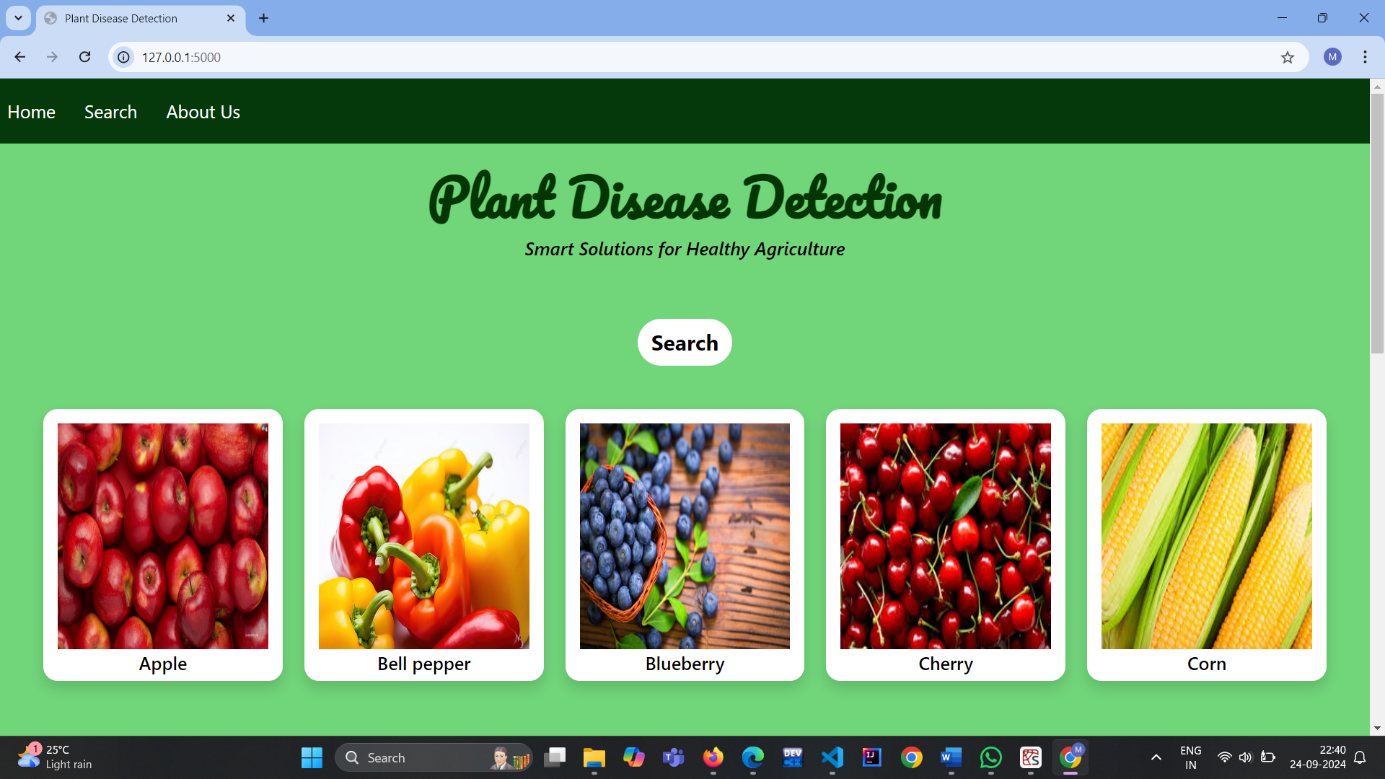 Plant Disease Detection
127.0.0.1:5000
M
Home Search About Us
Plant Disease Detection
Smart Solutions for Healthy Agriculture
Search
Apple Bell pepper Blueberry Cherry Corn
1
25°C
Light rain
Search
DEV
M
ENG
IN
22:40
24-09-2024